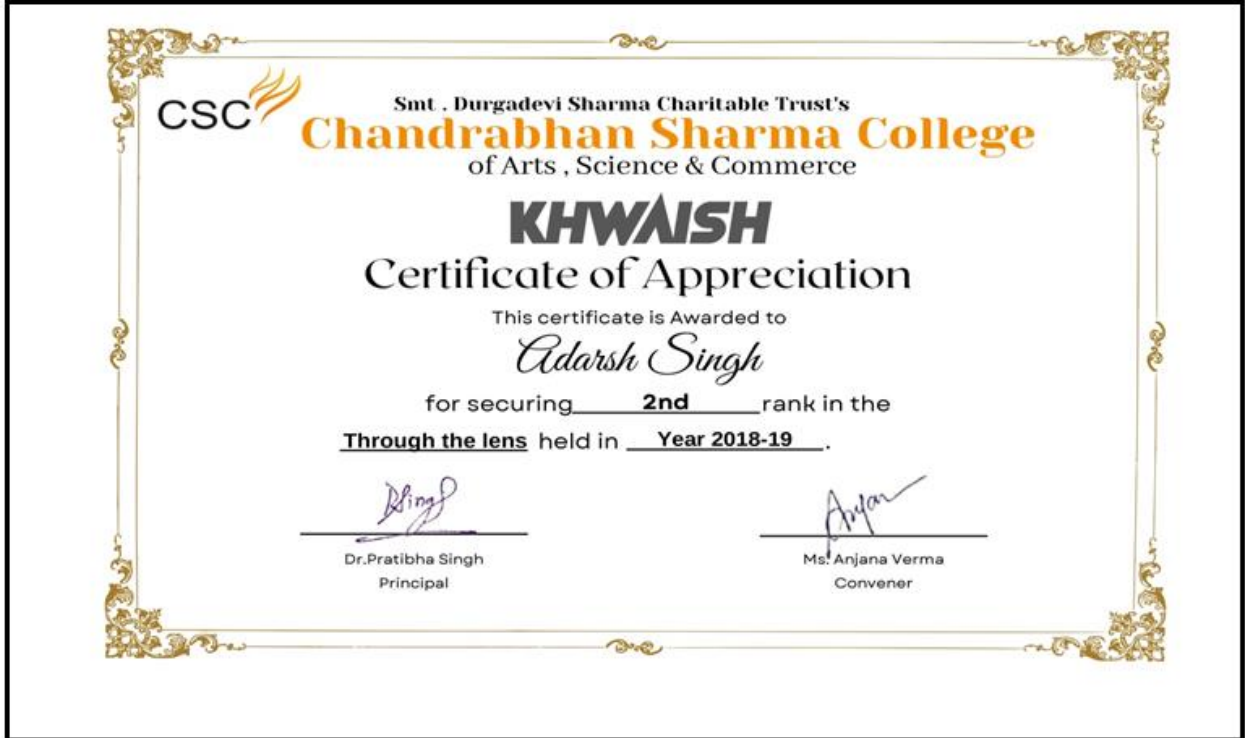 CSC
Smt . Durgadevi Sharma Charitable Trust's
Chandrabhan Sharma College
of Arts , Science & Commerce
KHWAISH
Certificate of Appreciation
This certificate is Awarded to
Adarsh Singh
for securing 2nd rank in the
Through the lens held in Year 2018-19 .
Dr.Pratibha Singh
Principal
Ms. Anjana Verma
Convener